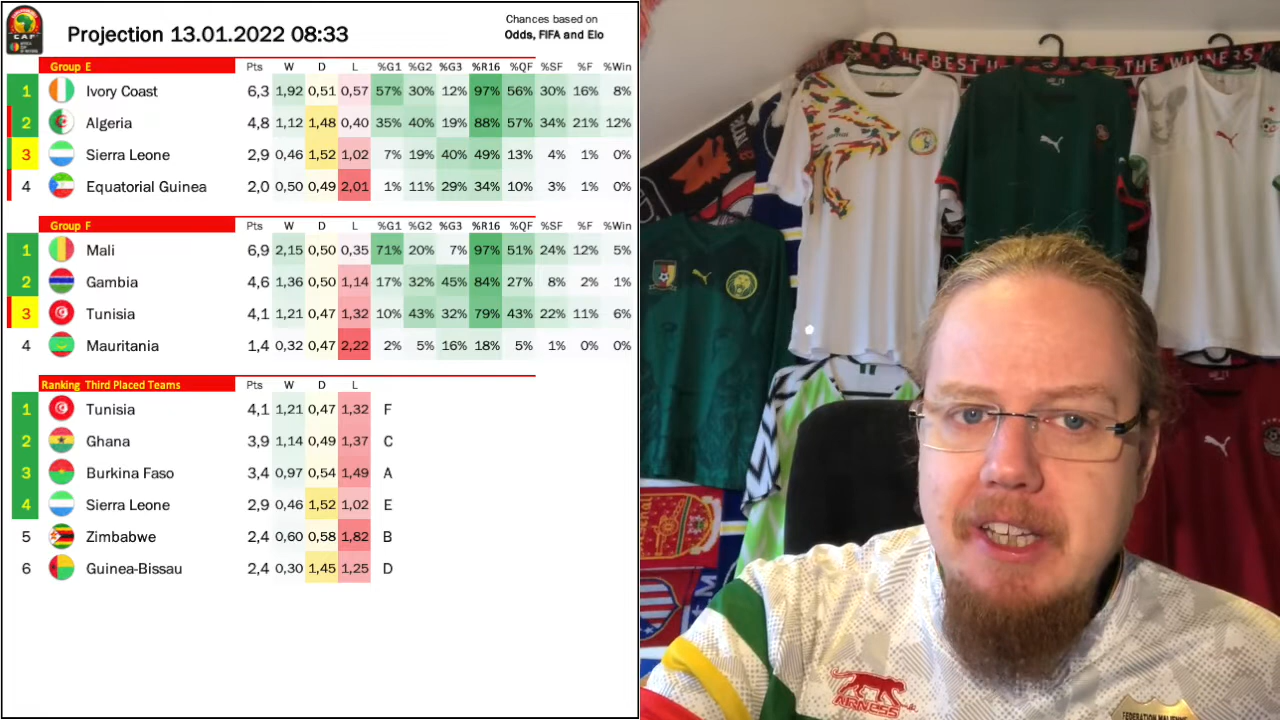 CAF
Projection 13.01.2022 08:33
Chances based on
Odds, FIFA and Elo
Group E Pts W D L %G1 %G2 %G3 %R16 %QF %SF %F %Win
1 Ivory Coast 6,3 1,92 0,51 0,57 57% 30% 12% 97% 56% 30% 16% 8%
2 Algeria 4,8 1,12 1,48 0,40 35% 40% 19% 88% 57% 34% 21% 12%
3 Sierra Leone 2,9 0,46 1,52 1,02 7% 19% 40% 49% 13% 4% 1% 0%
4 Equatorial Guinea 2,0 0,50 0,49 2,01 1% 11% 29% 34% 10% 3% 1% 0%
Group F Pts W D L %G1 %G2 %G3 %R16 %QF %SF %F %Win
1 Mali 6,9 2,15 0,50 0,35 71% 20% 7% 97% 51% 24% 12% 5%
2 Gambia 4,6 1,36 0,50 1,14 17% 32% 45% 84% 27% 8% 2% 1%
3 Tunisia 4,1 1,21 0,47 1,32 10% 43% 32% 79% 43% 22% 11% 6%
4 Mauritania 1,4 0,32 0,47 2,22 2% 5% 16% 18% 5% 1% 0% 0%
Ranking Third Placed Teams Pts W D L
1 Tunisia 4,1 1,21 0,47 1,32 F
2 Ghana 3,9 1,14 0,49 1,37 C
3 Burkina Faso 3,4 0,97 0,54 1,49 A
4 Sierra Leone 2,9 0,46 1,52 1,02 E
5 Zimbabwe 2,4 0,60 0,58 1,82 B
6 Guinea-Bissau 2,4 0,30 1,45 1,25 D
THE BEST
THE WINNERS
Arsenal
AIRNESS
FEDERATION MALIENNE